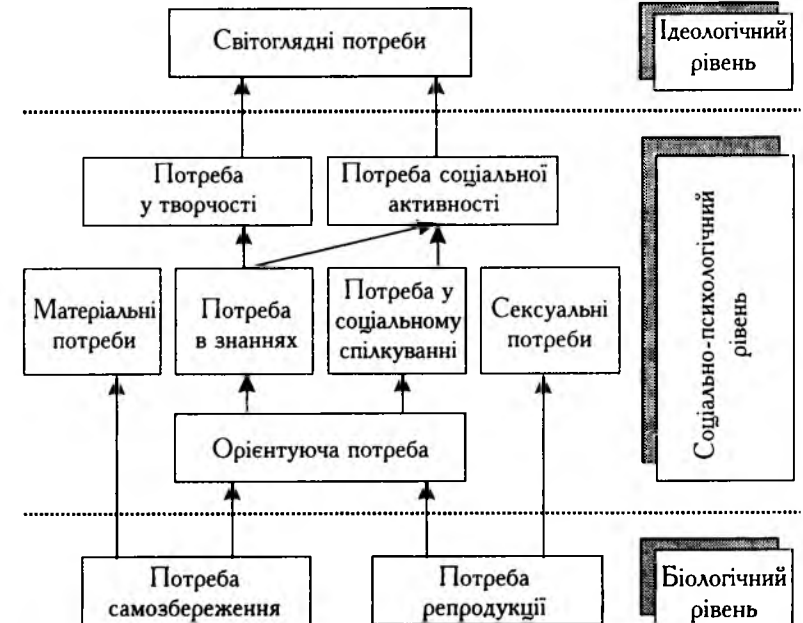 Світоглядні потреби
Ідеологічний
рівень
Потреба
у творчості
Потреба соціальної
активності
Соціально-психологічний
рівень
Матеріальні
потреби
Потреба
в знаннях
Потреба у
соціальному
спілкуванні
Сексуальні
потреби
Орієнтуюча потреба
Потреба
самозбереження
Потреба
репродукції
Біологічний
рівень